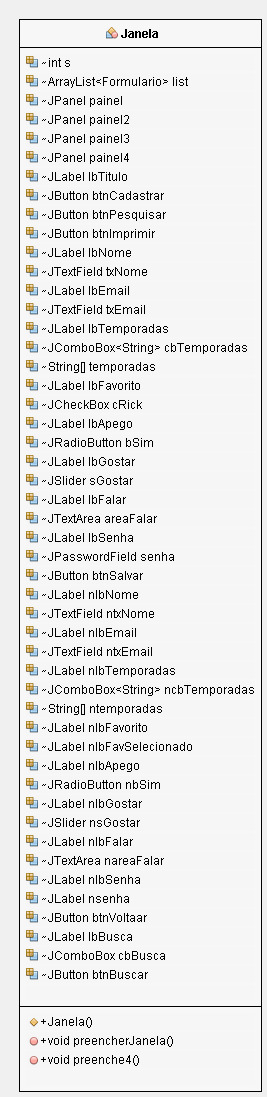 Janela
~int s
~ArrayList<Formulario> list
~JPanel painel
~JPanel painel2
~JPanel painel3
~JPanel painel4
~JLabel lbTitulo
~JButton btnCadastrar
~JButton btnPesquisar
~JButton btnImprimir
~JLabel lbNome
~JTextField txNome
~JLabel lbEmail
~JTextField txEmail
~JLabel lbTemporadas
~JComboBox<String> cbTemporadas
~String[] temporadas
~JLabel lbFavorito
~JCheckBox cRick
~JLabel lbApego
~JRadioButton bSim
~JLabel lbGostar
~JSlider sGostar
~JLabel lbFalar
~JTextArea areaFalar
~JLabel lbSenha
~JPasswordField senha
~JButton btnSalvar
~JLabel nlbNome
~JTextField ntxNome
~JLabel nlbEmail
~JTextField ntxEmail
~JLabel nlbTemporadas
~JComboBox<String> ncbTemporadas
~String[] ntemporadas
~JLabel nlbFavorito
~JLabel nlbFavSelecionado
~JLabel nlbApego
~JRadioButton nbSim
~JLabel nlbGostar
~JSlider nsGostar
~JLabel nlbFalar
~JTextArea nareaFalar
~JLabel nlbSenha
~JLabel nsenha
~JButton btnVoltaar
~JLabel lbBusca
~JComboBox cbBusca
~JButton btnBuscar
+Janela()
+void preencherJanela()
+void preenche4()